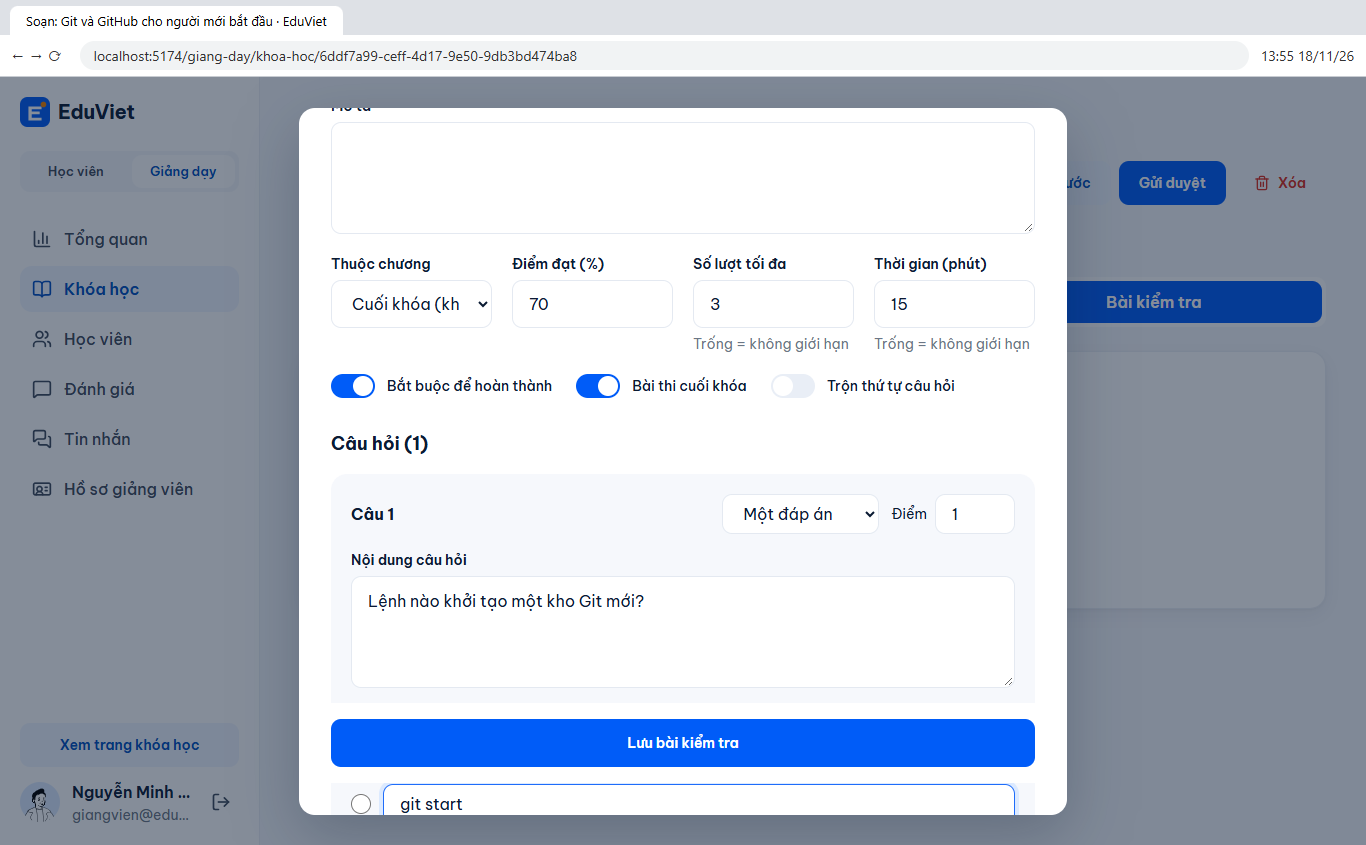 Soạn: Git và GitHub cho người mới bắt đầu · EduViet
localhost:5174/giang-day/khoa-hoc/6ddf7a99-ceff-4d17-9e50-9db3bd474ba8
13:55 18/11/26
EduViet
Học viên
Giảng dạy
Tổng quan
Khóa học
Học viên
Đánh giá
Tin nhắn
Hồ sơ giảng viên
Xem trang khóa học
Nguyễn Minh ...
giangvien@edu...
Gửi duyệt
Xóa
Bài kiểm tra
Thuộc chương
Điểm đạt (%)
Số lượt tối đa
Thời gian (phút)
Cuối khóa (kh
70
3
15
Trống = không giới hạn
Trống = không giới hạn
Bắt buộc để hoàn thành
Bài thi cuối khóa
Trộn thứ tự câu hỏi
Câu hỏi (1)
Câu 1
Một đáp án
Điểm
1
Nội dung câu hỏi
Lệnh nào khởi tạo một kho Git mới?
Lưu bài kiểm tra
git start